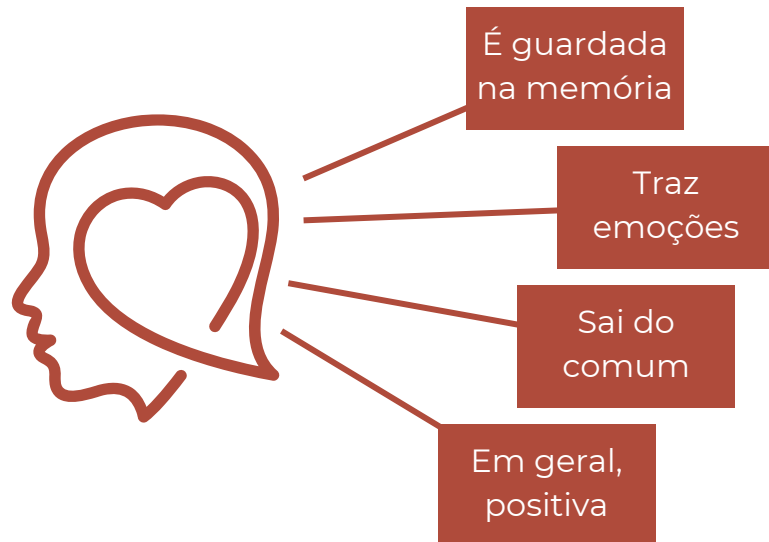 É guardada
na memória
Traz
emoções
Sai do
comum
Em geral,
positiva